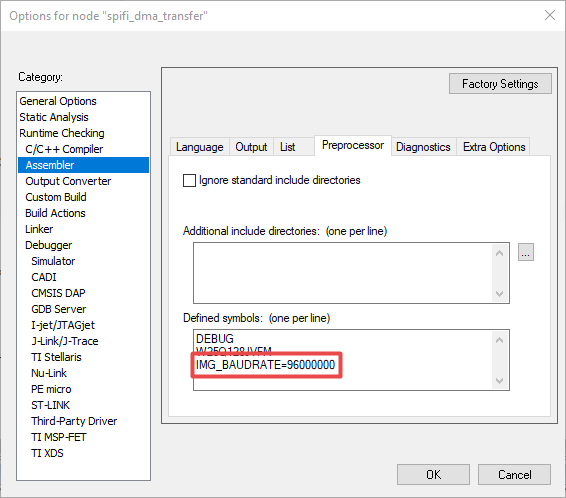 Options for node "spifi_dma_transfer"
Category:
General Options
Static Analysis
Runtime Checking
C/C++ Compiler
Assembler
Output Converter
Custom Build
Build Actions
Linker
Debugger
Simulator
CADI
CMSIS DAP
GDB Server
I-jet/JTAGjet
J-Link/J-Trace
TI Stellaris
Nu-Link
PE micro
ST-LINK
Third-Party Driver
TI MSP-FET
TI XDS
Factory Settings
Language Output List Preprocessor Diagnostics Extra Options
Ignore standard include directories
Additional include directories: (one per line)
...
Defined symbols: (one per line)
DEBUG
W25Q128JVFM
IMG_BAUDRATE=96000000
OK Cancel